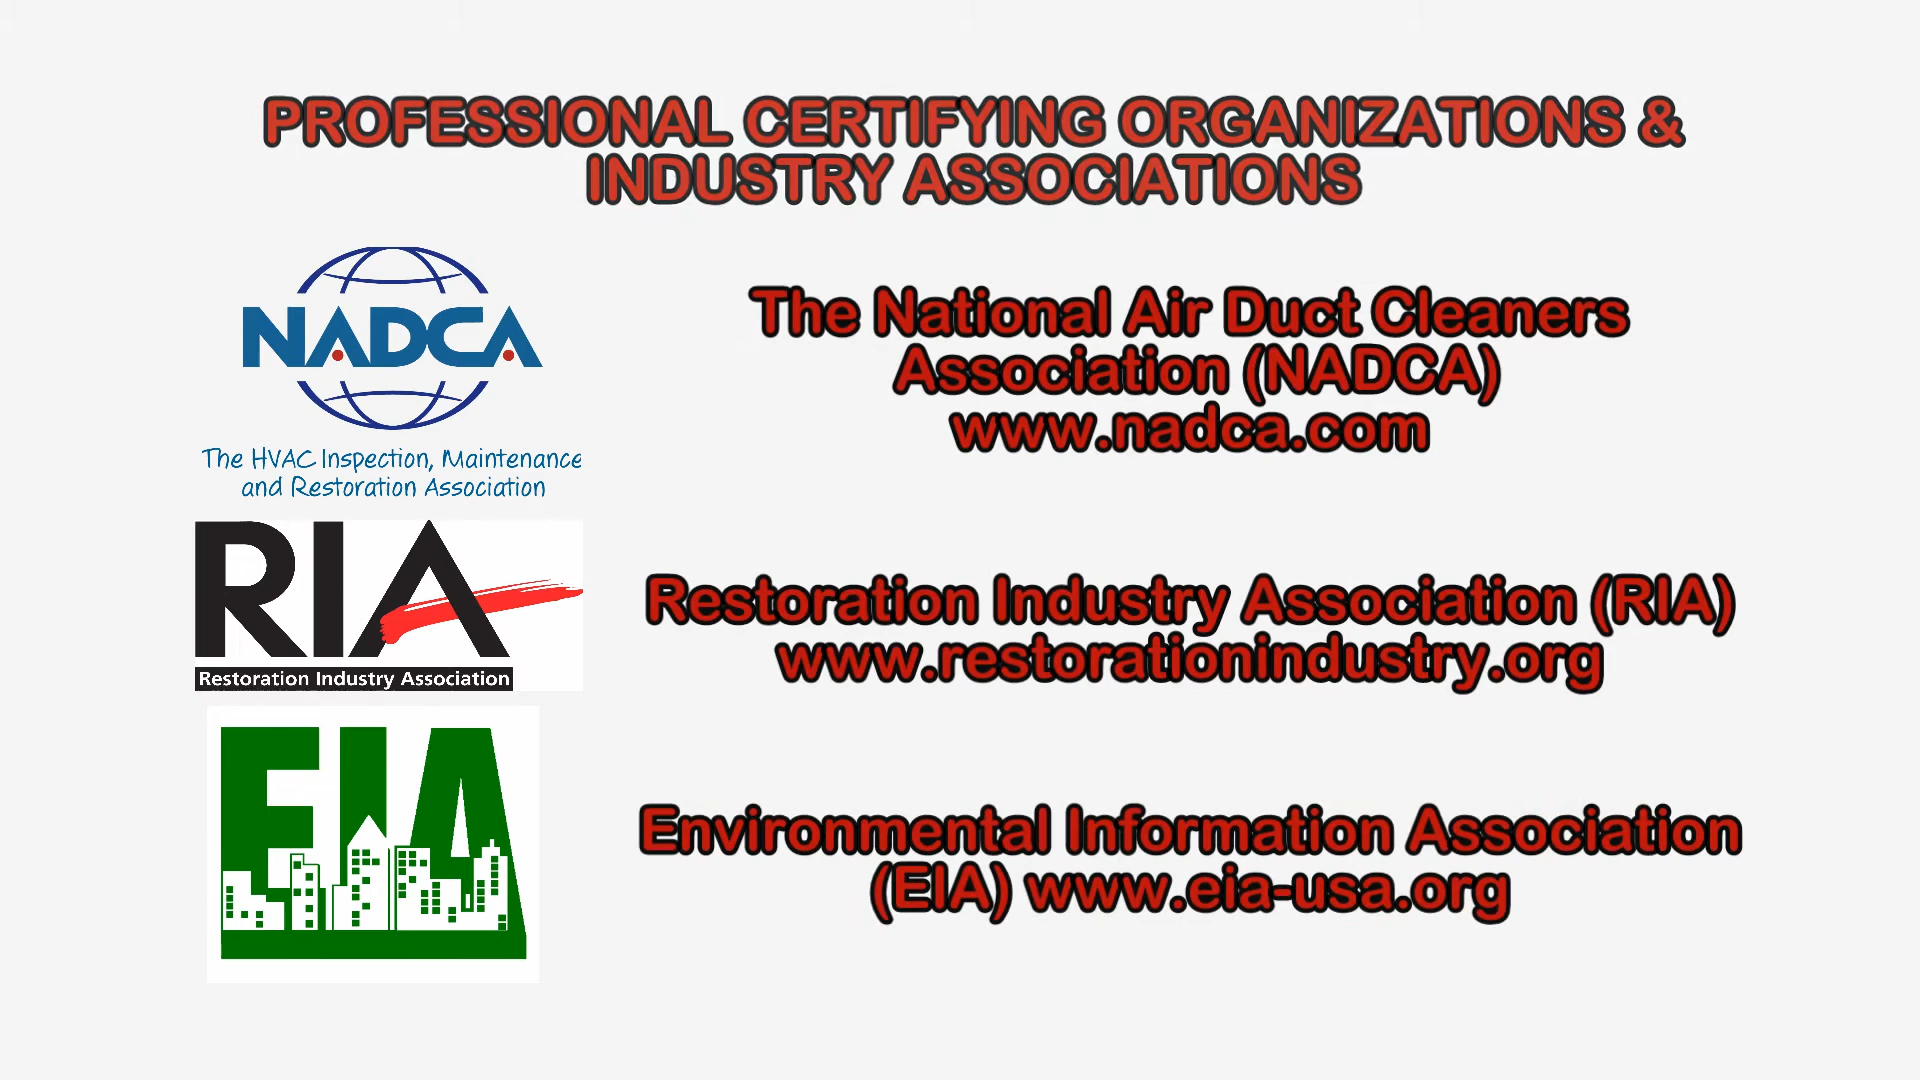 PROFESSIONAL CERTIFYING ORGANIZATIONS &
INDUSTRY ASSOCIATIONS
NADCA
The HVAC Inspection, Maintenance
and Restoration Association
The National Air Duct Cleaners
Association (NADCA)
www.nadca.com
RIA
Restoration Industry Association
Restoration Industry Association (RIA)
www.restorationindustry.org
EIA
Environmental Information Association
(EIA) www.eia-usa.org